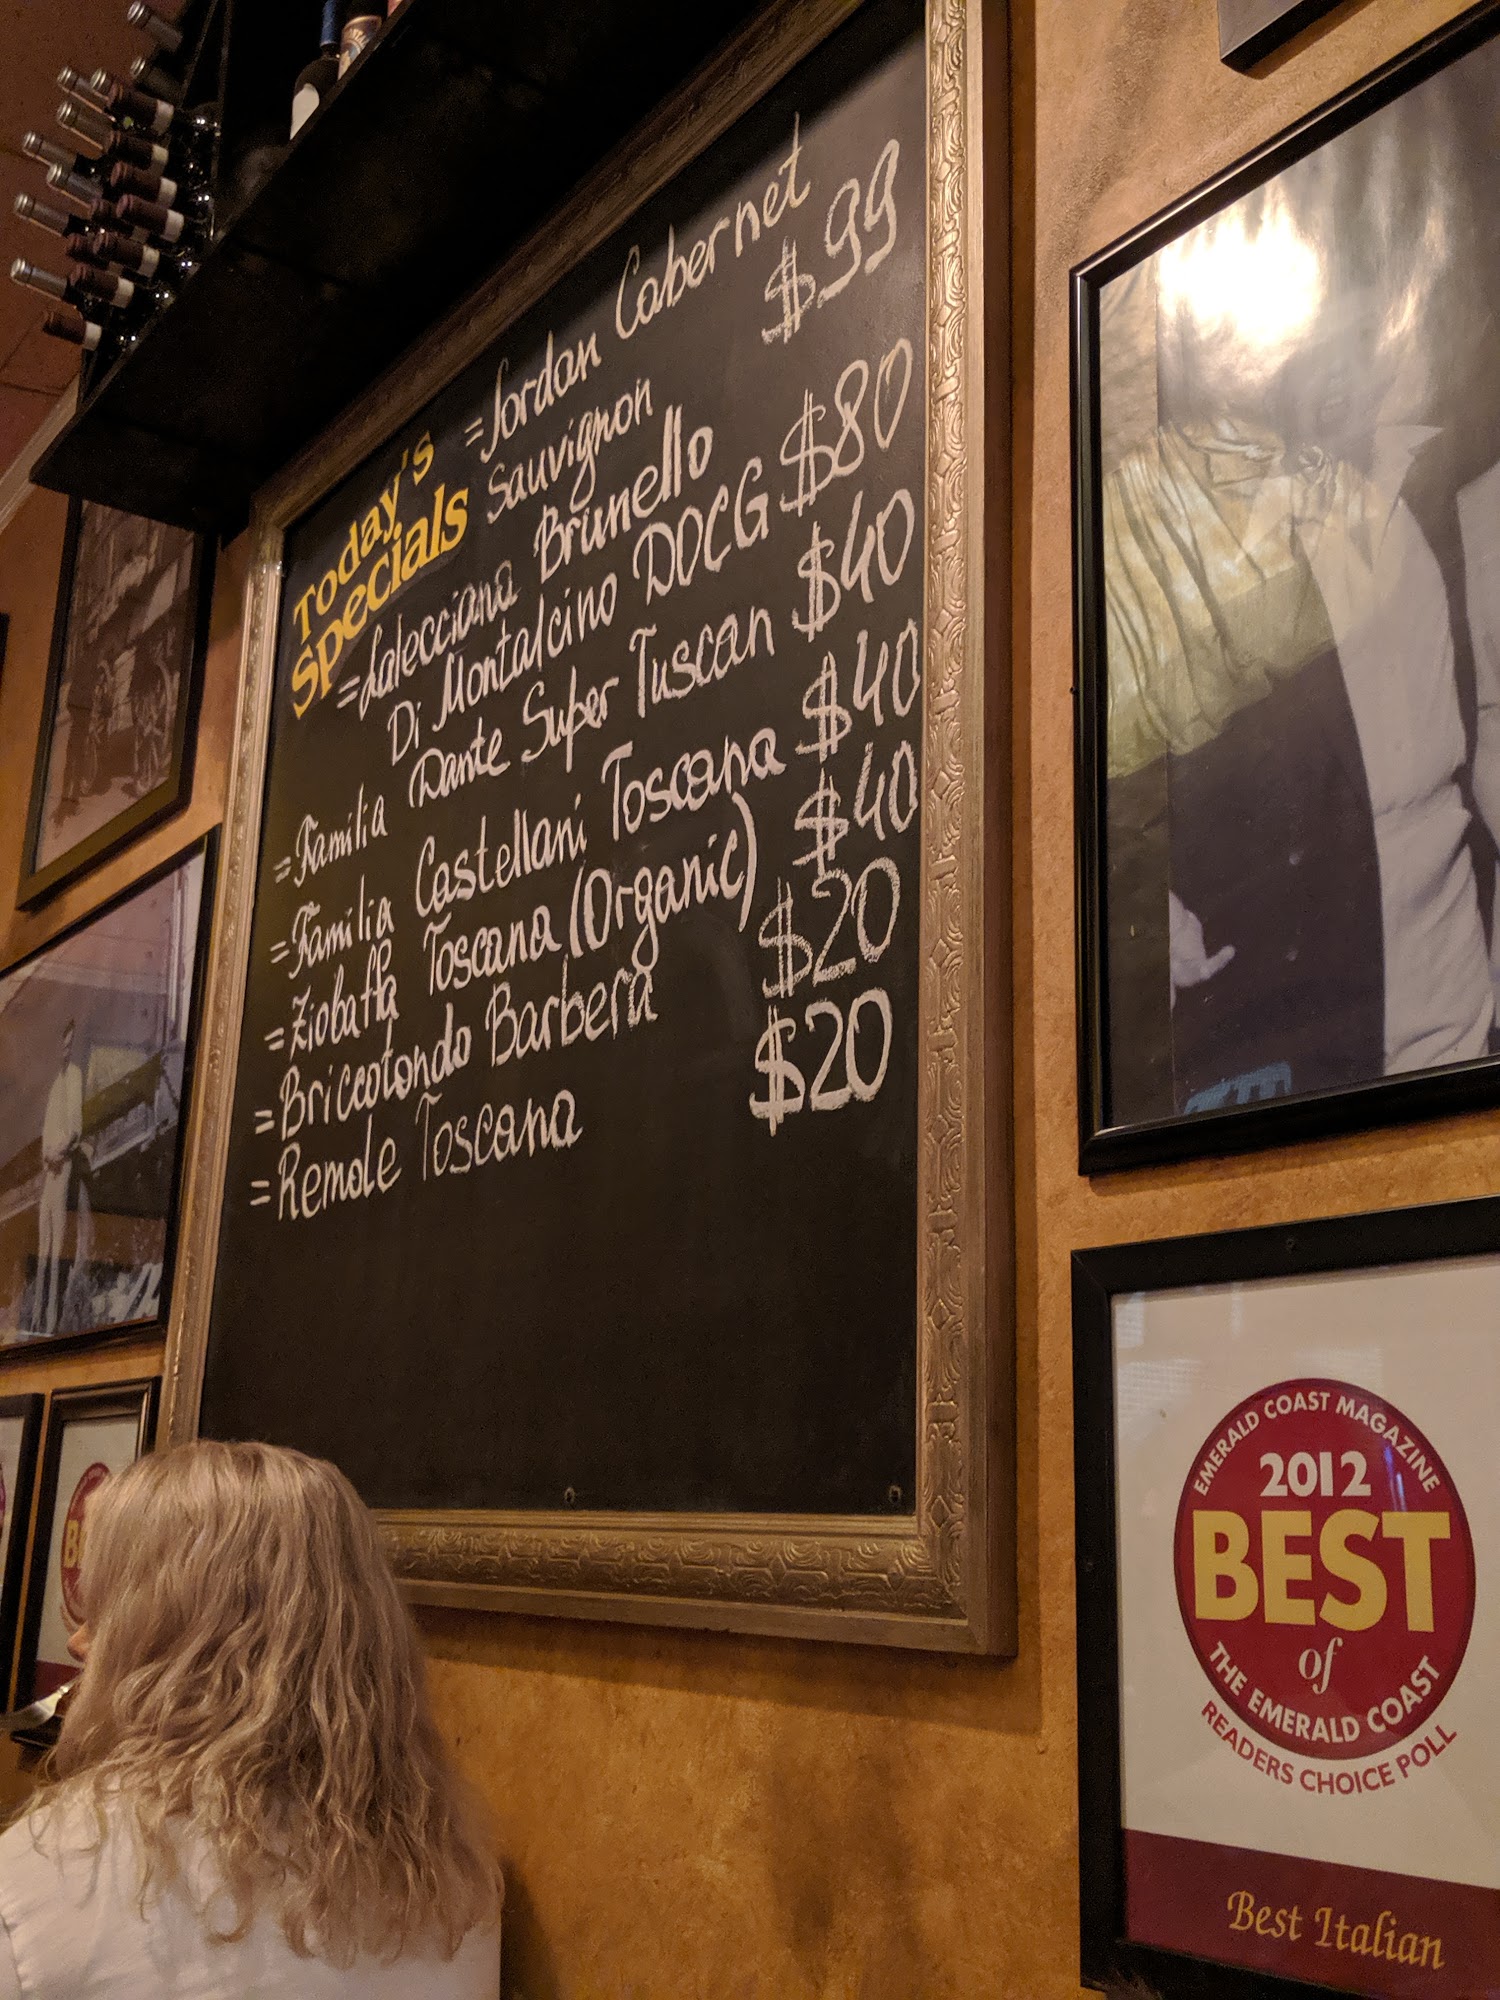 Today's
Specials
=Jordan Cabernet
Sauvignon $99
=Lalecciana Brunello
Di Montalcino DOCG $80
=Familia Dante Super Tuscan $40
=Familia Castellani Toscana $40
=Ziobaffa Toscana (Organic) $40
=Briccotondo Barbera $20
=Remole Toscana $20
EMERALD COAST MAGAZINE
2012
BEST
of
THE EMERALD COAST
READERS CHOICE POLL
Best Italian